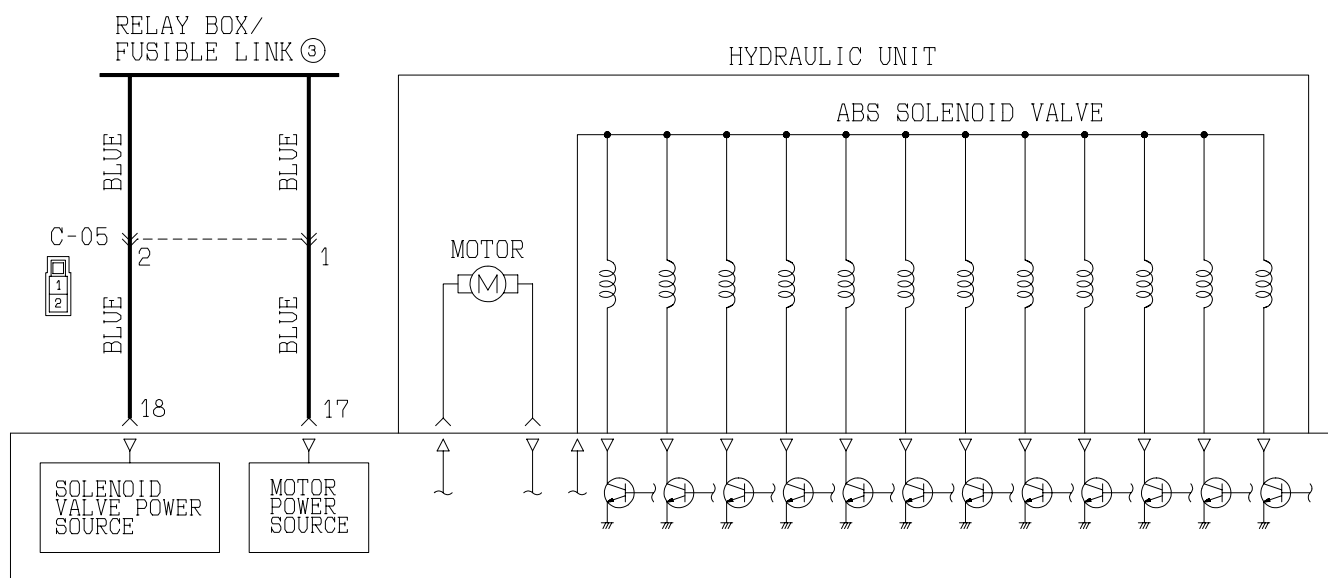 RELAY BOX/
FUSIBLE LINK ③
HYDRAULIC UNIT
ABS SOLENOID VALVE
BLUE
BLUE
C-05
2
1
1
2
MOTOR
M
BLUE
BLUE
18
17
SOLENOID
VALVE POWER
SOURCE
MOTOR
POWER
SOURCE